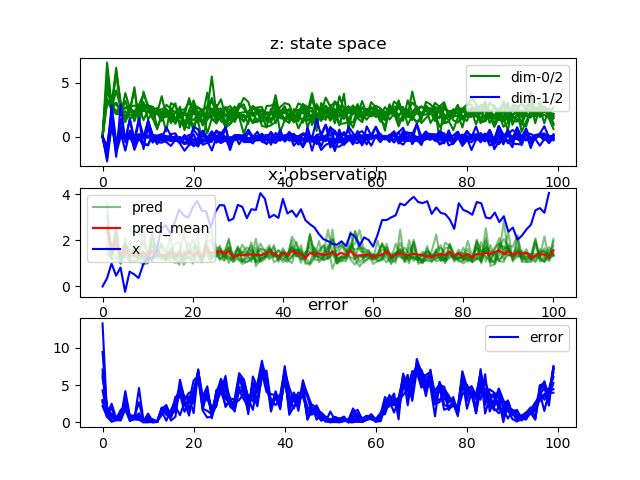 z: state space
5
0
dim-0/2
dim-1/2
0 20 40 60 80 100
x: observation
4
2
0
pred
pred_mean
x
0 20 40 60 80 100
error
10
5
0
error
0 20 40 60 80 100